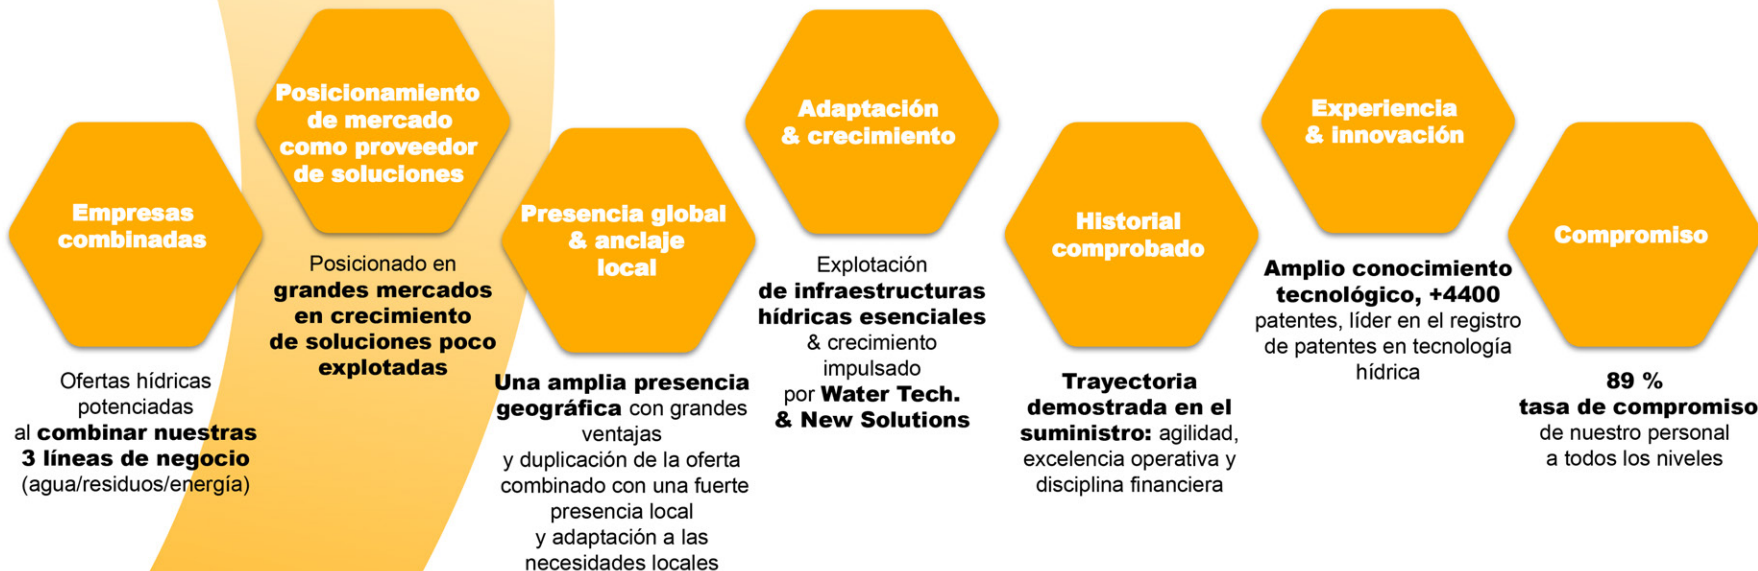 Empresas
combinadas
Ofertas hídricas
potenciadas
al combinar nuestras
3 líneas de negocio
(agua/residuos/energía)
Posicionamiento
de mercado
como proveedor
de soluciones
Posicionado en
grandes mercados
en crecimiento
de soluciones poco
explotadas
Presencia global
& anclaje
local
Una amplia presencia
geográfica con grandes
ventajas
y duplicación de la oferta
combinado con una fuerte
presencia local
y adaptación a las
necesidades locales
Adaptación
& crecimiento
Explotación
de infraestructuras
hídricas esenciales
& crecimiento
impulsado
por Water Tech.
& New Solutions
Historial
comprobado
Trayectoria
demostrada en el
suministro: agilidad,
excelencia operativa y
disciplina financiera
Experiencia
& innovación
Amplio conocimiento
tecnológico, +4400
patentes, líder en el registro
de patentes en tecnología
hídrica
Compromiso
89 %
tasa de compromiso
de nuestro personal
a todos los niveles